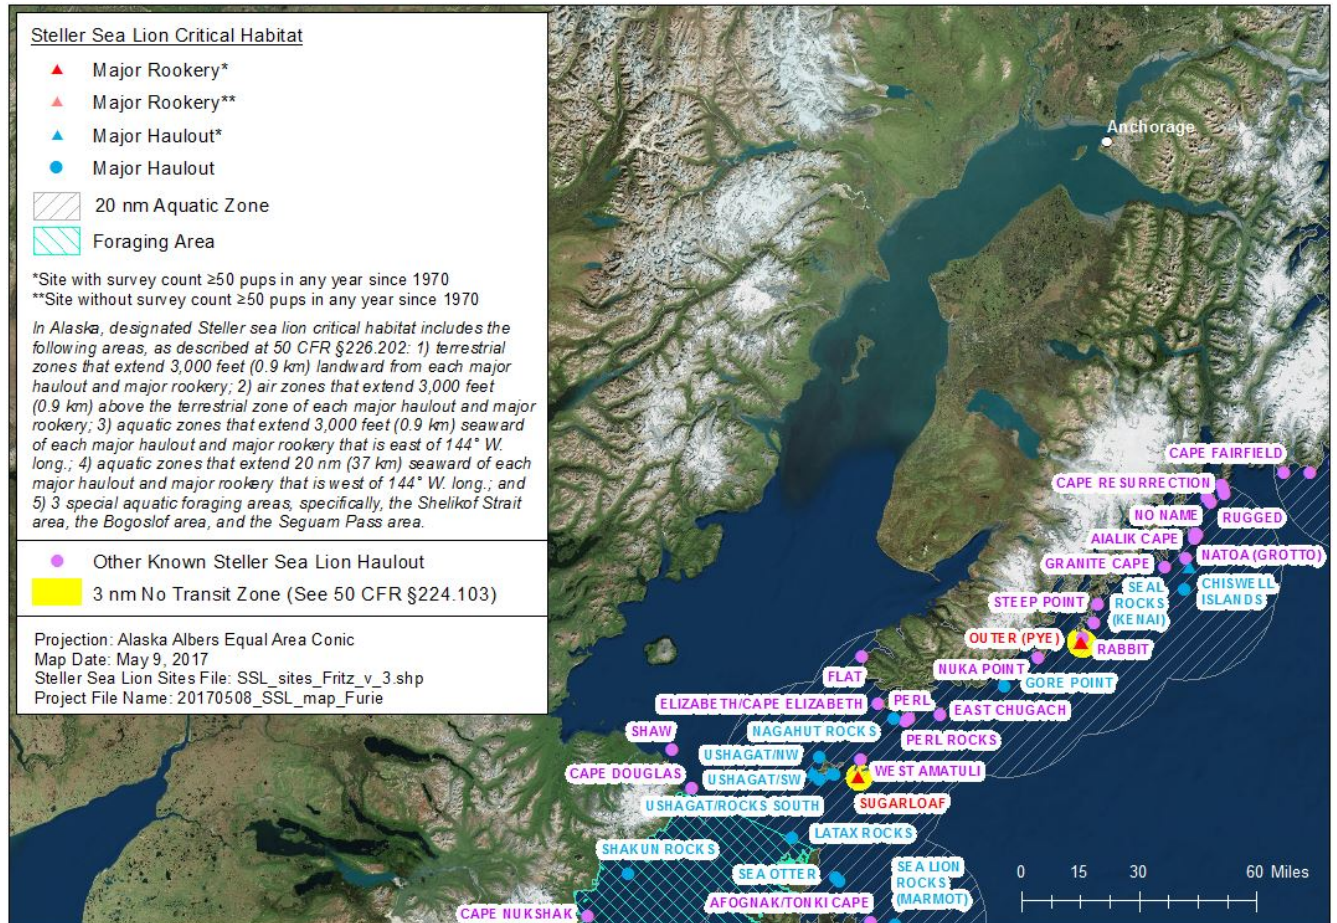 Steller Sea Lion Critical Habitat
Major Rookery*
Major Rookery**
Major Haulout*
Major Haulout
20 nm Aquatic Zone
Foraging Area
*Site with survey count ≥50 pups in any year since 1970
**Site without survey count ≥50 pups in any year since 1970
In Alaska, designated Steller sea lion critical habitat includes the
following areas, as described at 50 CFR §226.202: 1) terrestrial
zones that extend 3,000 feet (0.9 km) landward from each major
haulout and major rookery; 2) air zones that extend 3,000 feet
(0.9 km) above the terrestrial zone of each major haulout and major
rookery; 3) aquatic zones that extend 3,000 feet (0.9 km) seaward
of each major haulout and major rookery that is east of 144° W.
long.; 4) aquatic zones that extend 20 nm (37 km) seaward of each
major haulout and major rookery that is west of 144° W. long.; and
5) 3 special aquatic foraging areas, specifically, the Shelikof Strait
area, the Bogoslof area, and the Seguam Pass area.
Other Known Steller Sea Lion Haulout
3 nm No Transit Zone (See 50 CFR §224.103)
Projection: Alaska Albers Equal Area Conic
Map Date: May 9, 2017
Steller Sea Lion Sites File: SSL_sites_Fritz_v_3.shp
Project File Name: 20170508_SSL_map_Furie
Anchorage
CAPE FAIRFIELD
CAPE RESURRECTION
NO NAME
RUGGED
AIALIK CAPE
NATOA (GROTTO)
GRANITE CAPE
CHISWELL
ISLANDS
SEAL
ROCKS
(KENAI)
STEEP POINT
OUTER (PYE)
RABBIT
NUKA POINT
GORE POINT
FLAT
ELIZABETH/CAPE ELIZABETH
PERL
EAST CHUGACH
NAGAHUT ROCKS
PERL ROCKS
SHAW
USHAGAT/NW
CAPE DOUGLAS
USHAGAT/SW
WEST AMATULI
USHAGAT/ROCKS SOUTH
SUGARLOAF
LATAX ROCKS
SHAKUN ROCKS
SEA OTTER
SEA LION
ROCKS
(MARMOT)
AFOGNAK/TONKI CAPE
CAPE NUKSHAK
0 15 30 60 Miles